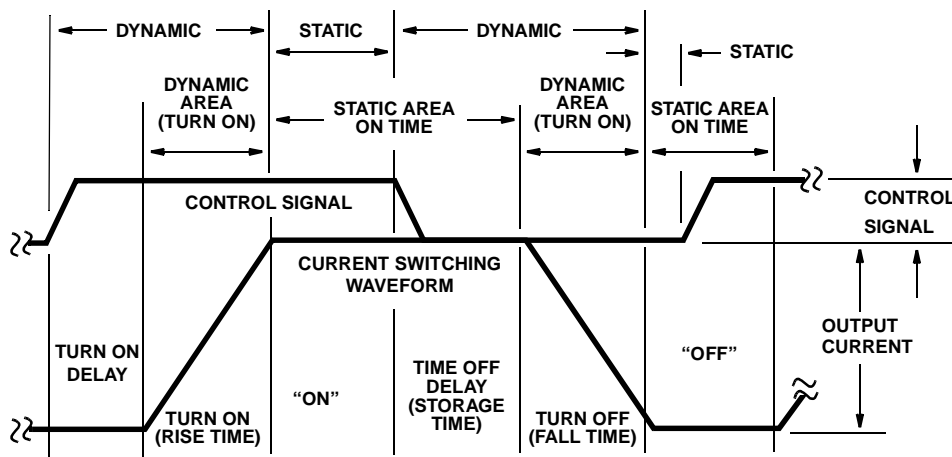 DYNAMIC
STATIC
DYNAMIC
STATIC
DYNAMIC
AREA
(TURN ON)
STATIC AREA
ON TIME
DYNAMIC
AREA
(TURN ON)
STATIC AREA
ON TIME
CONTROL SIGNAL
CONTROL
SIGNAL
CURRENT SWITCHING
WAVEFORM
TURN ON
DELAY
TURN ON
(RISE TIME)
“ON”
TIME OFF
DELAY
(STORAGE
TIME)
TURN OFF
(FALL TIME)
“OFF”
OUTPUT
CURRENT